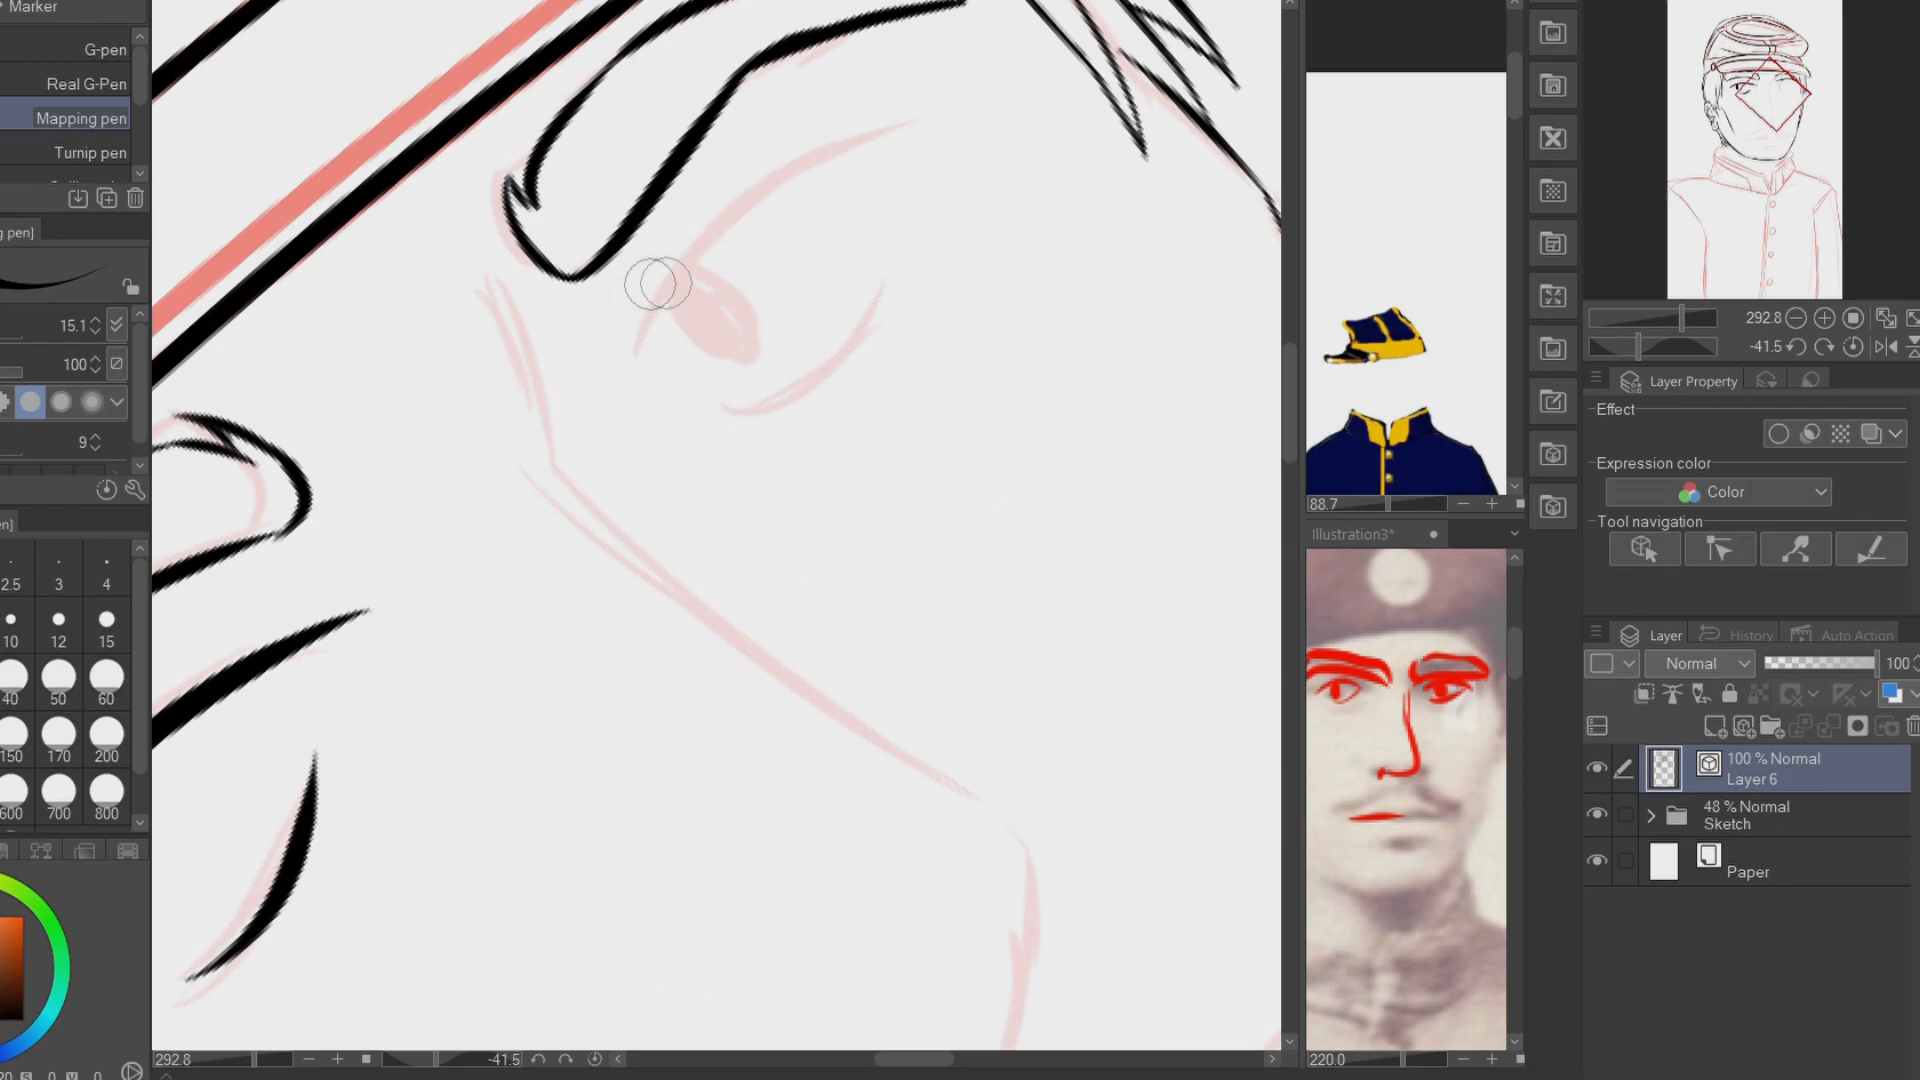 Marker
G-pen
Real G-Pen
Mapping pen
Turnip pen
g pen]
15.1
100
9
en]
2.5 3 4
10 12 15
40 50 60
150 170 200
600 700 800
292.8
-41.5
88.7
Illustration3*
220.0
292.8
-41.5
Layer Property
Effect
Expression color
Color
Tool navigation
Layer
History
Auto Action
Normal
100
100 % Normal
Layer 6
48 % Normal
Sketch
Paper